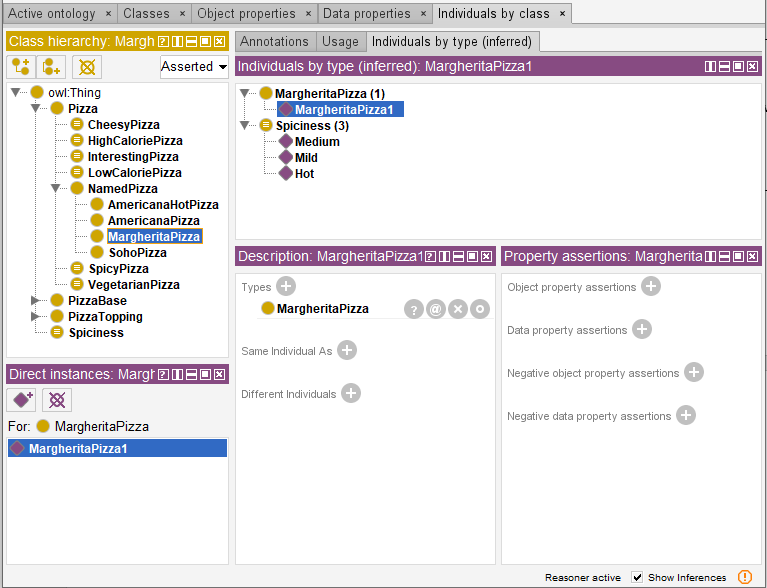 Active ontology × Classes × Object properties × Data properties × Individuals by class ×
Class hierarchy: Margh
Asserted
owl:Thing
Pizza
CheesyPizza
HighCaloriePizza
InterestingPizza
LowCaloriePizza
NamedPizza
AmericanaHotPizza
AmericanaPizza
MargheritaPizza
SohoPizza
SpicyPizza
VegetarianPizza
PizzaBase
PizzaTopping
Spiciness
Direct instances: Margh
For: MargheritaPizza
MargheritaPizza1
Annotations Usage Individuals by type (inferred)
Individuals by type (inferred): MargheritaPizza1
MargheritaPizza (1)
MargheritaPizza1
Spiciness (3)
Medium
Mild
Hot
Description: MargheritaPizza1
Types
MargheritaPizza
Same Individual As
Different Individuals
Property assertions: Margherita
Object property assertions
Data property assertions
Negative object property assertions
Negative data property assertions
Reasoner active Show Inferences